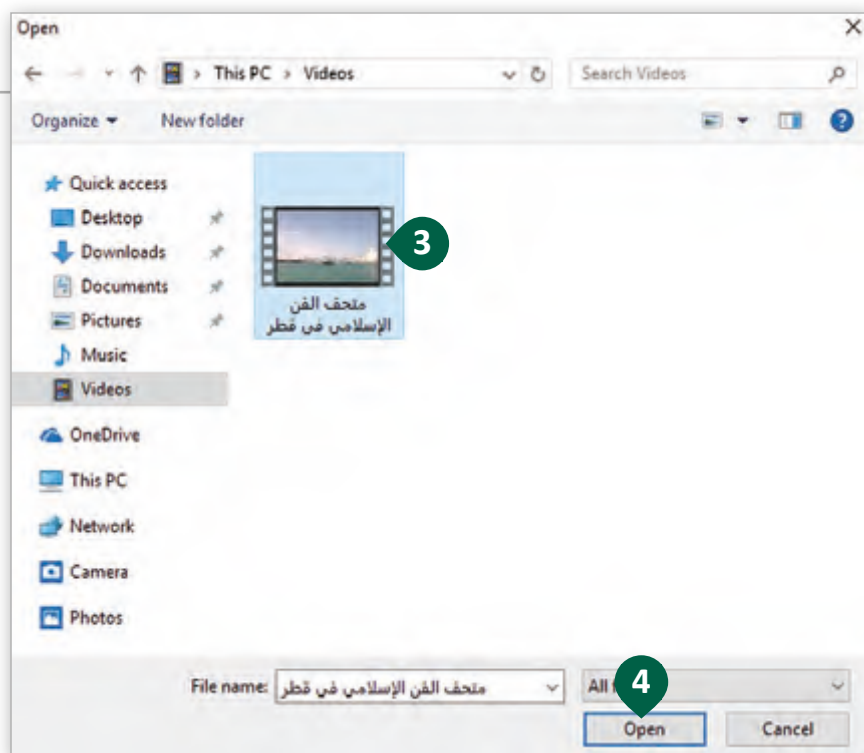 Open
This PC > Videos
Search Videos
Organize
New folder
Quick access
Desktop
Downloads
Documents
Pictures
Music
Videos
OneDrive
This PC
Network
Camera
Photos
متحف الفن
الإسلامي في قطر
3
File name: متحف الفن الإسلامي في قطر
All
4
Open
Cancel